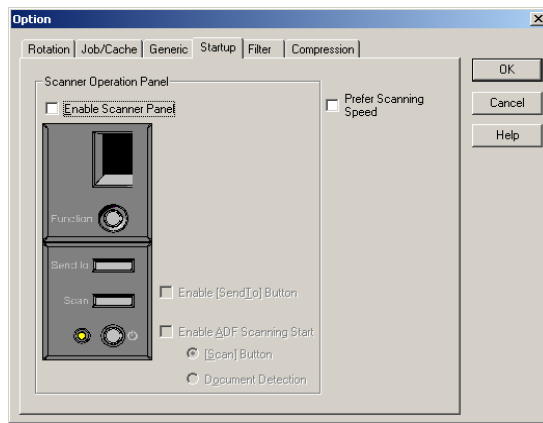 Option
Rotation Job/Cache Generic Startup Filter Compression
OK
Cancel
Help
Scanner Operation Panel
Enable Scanner Panel
Prefer Scanning
Speed
Function
Send to
Scan
Enable [SendTo] Button
Enable ADF Scanning Start
[Scan] Button
Document Detection